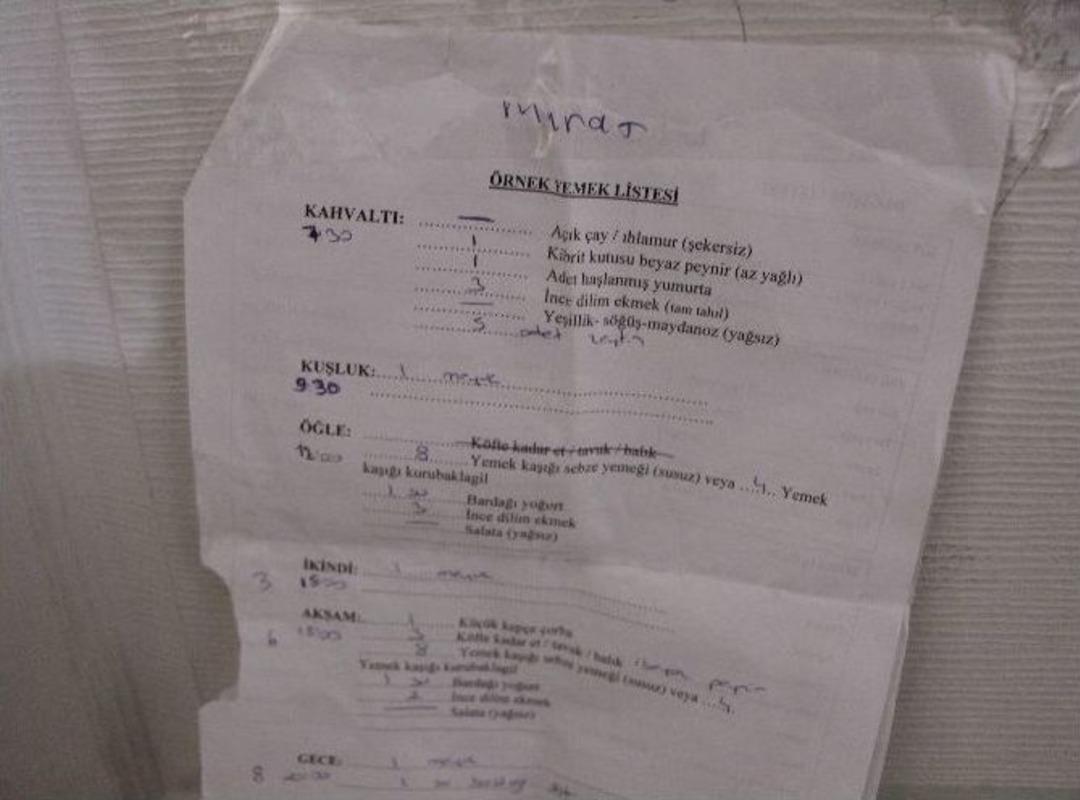 Murat
ÖRNEK YEMEK LİSTESİ
KAHVALTI: — Açık çay / ıhlamur (şekersiz)
7 30 1 Kibrit kutusu beyaz peynir (az yağlı)
1 Adet haşlanmış yumurta
3 İnce dilim ekmek (tam tahıl)
— Yeşillik- söğüş-maydanoz (yağsız)
5 adet zeytin
KUŞLUK: 1 meyve
9 30
ÖĞLE: Köfte kadar et / tavuk / balık
12:00 8 Yemek kaşığı sebze yemeği (susuz) veya ...4... Yemek
kaşığı kurubaklagil
1 Bardağı yoğurt
3 İnce dilim ekmek
— Salata (yağsız)
İKİNDİ: 1 meyve
3 15:00
AKŞAM: 1 Küçük kepçe çorba
6 18:00 3 Köfte kadar et / tavuk / balık
8 Yemek kaşığı sebze yemeği (susuz) veya ...4.
Yemek kaşığı kurubaklagil
1 Bardağı yoğurt
2 İnce dilim ekmek
— Salata (yağsız)
GECE: 1 meyve
8 1